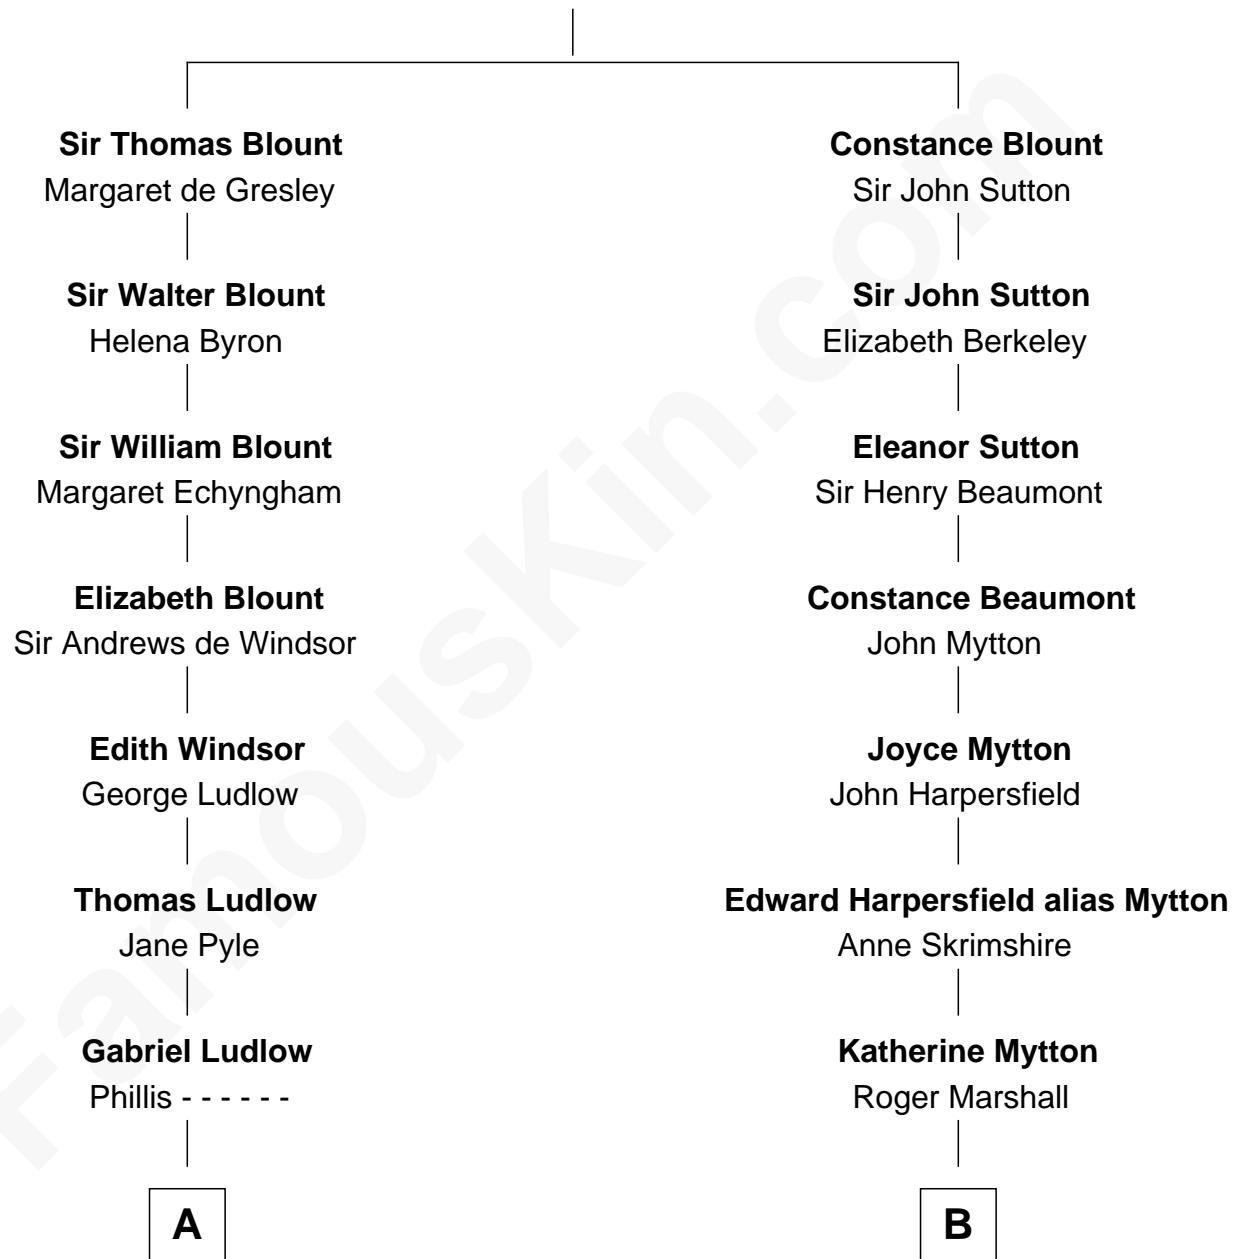 Sir Thomas Blount
Margaret de Gresley
Constance Blount
Sir John Sutton
Sir Walter Blount
Helena Byron
Sir John Sutton
Elizabeth Berkeley
Sir William Blount
Margaret Echyngham
Eleanor Sutton
Sir Henry Beaumont
Elizabeth Blount
Sir Andrews de Windsor
Constance Beaumont
John Mytton
Edith Windsor
George Ludlow
Joyce Mytton
John Harpersfield
Thomas Ludlow
Jane Pyle
Edward Harpersfield alias Mytton
Anne Skrimshire
Gabriel Ludlow
Phillis - - - - - -
Katherine Mytton
Roger Marshall
A
B
FamousKin.com